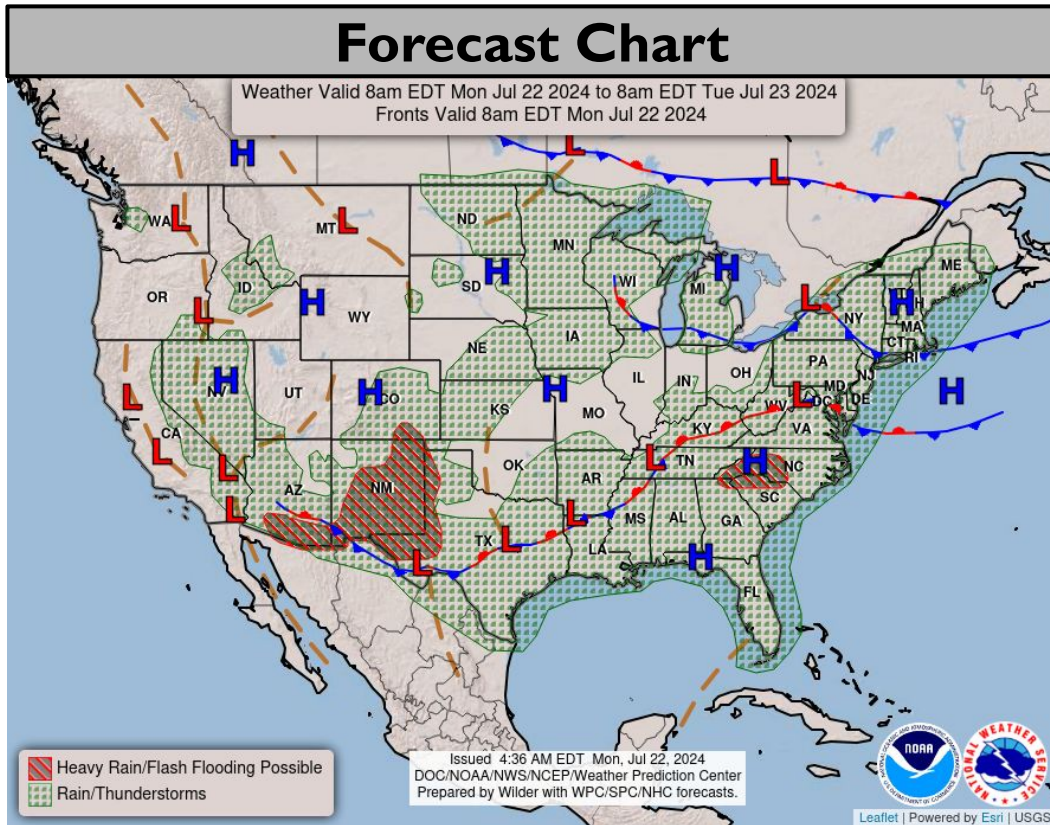 Forecast Chart
Weather Valid 8am EDT Mon Jul 22 2024 to 8am EDT Tue Jul 23 2024
Fronts Valid 8am EDT Mon Jul 22 2024
L
H
L
H
WA
L
MT
L
ND
MN
ME
OR
ID
H
WY
SD
H
WI
MI
H
L
NY
H
MA
CT
RI
L
NE
IA
PA
NJ
NV
H
UT
H
CO
KS
H
MO
IL
IN
OH
WV
L
MD
DC
DE
H
L
CA
L
VA
KY
L
AZ
NM
OK
AR
L
TN
H
NC
SC
L
TX
L
L
LA
MS
AL
GA
L
H
FL
Heavy Rain/Flash Flooding Possible
Rain/Thunderstorms
Issued 4:36 AM EDT Mon, Jul 22, 2024
DOC/NOAA/NWS/NCEP/Weather Prediction Center
Prepared by Wilder with WPC/SPC/NHC forecasts.
NOAA
NATIONAL WEATHER SERVICE
Leaflet | Powered by Esri | USGS